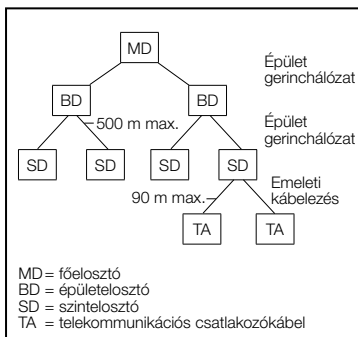 MD
Épület
gerinchálózat
BD
BD
500 m max.
Épület
gerinchálózat
SD
SD
SD
SD
Emeleti
kábelezés
90 m max.
TA
TA
MD = főelosztó
BD = épületelosztó
SD = szintelosztó
TA = telekommunikációs csatlakozókábel